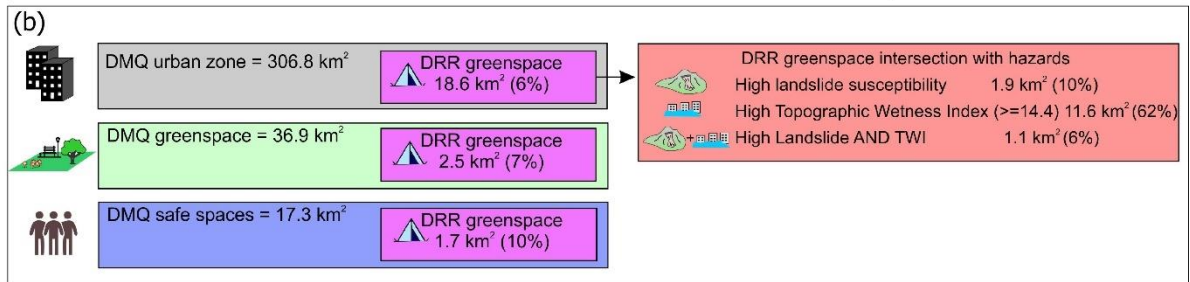 (b)
DMQ urban zone = 306.8 km²
DRR greenspace
18.6 km² (6%)
DMQ greenspace = 36.9 km²
DRR greenspace
2.5 km² (7%)
DMQ safe spaces = 17.3 km²
DRR greenspace
1.7 km² (10%)
DRR greenspace intersection with hazards
High landslide susceptibility 1.9 km² (10%)
High Topographic Wetness Index (>=14.4) 11.6 km² (62%)
High Landslide AND TWI 1.1 km² (6%)